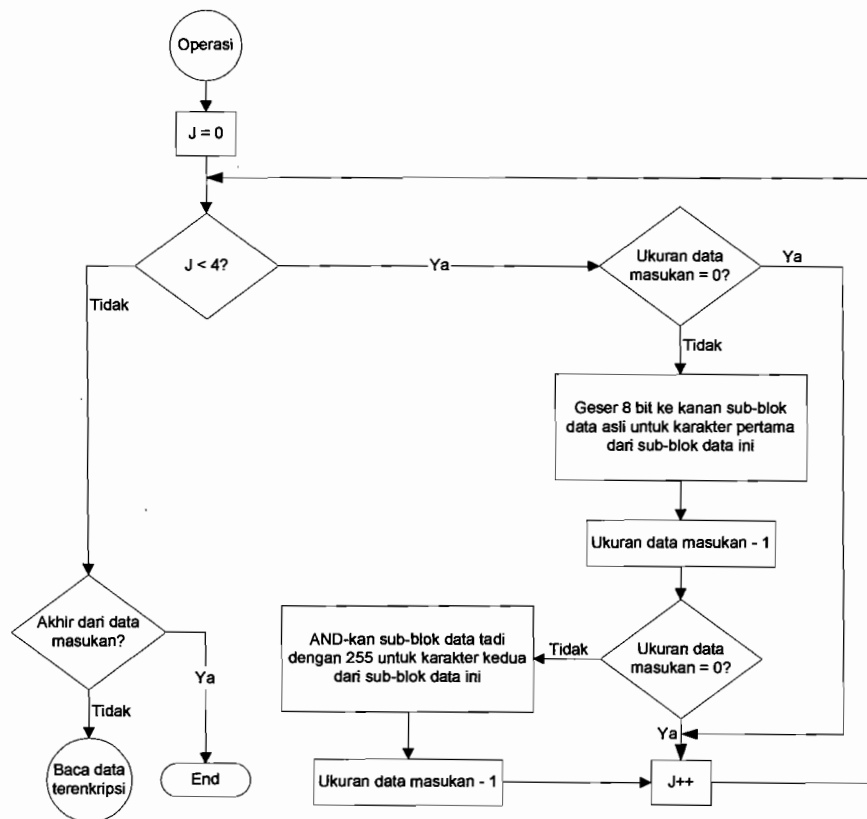 Operasi
J = 0
J < 4?
Ya
Ukuran data
masukan = 0?
Ya
Tidak
Tidak
Geser 8 bit ke kanan sub-blok
data asli untuk karakter pertama
dari sub-blok data ini
Ukuran data masukan - 1
Akhir dari data
masukan?
Ya
Tidak
AND-kan sub-blok data tadi
dengan 255 untuk karakter kedua
dari sub-blok data ini
Tidak
Ukuran data
masukan = 0?
Ya
Baca data
terenkripsi
End
Ukuran data masukan - 1
J++